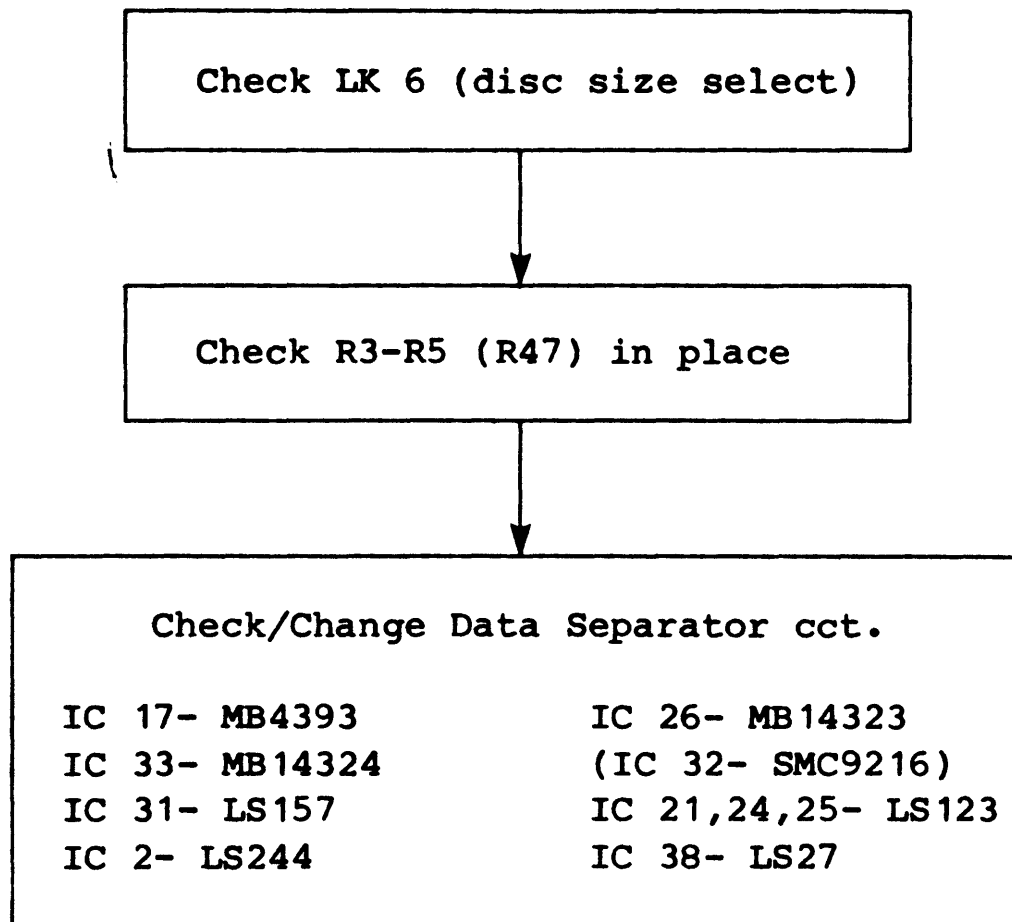 Check LK 6 (disc size select)
Check R3-R5 (R47) in place
Check/Change Data Separator cct.
IC 17- MB4393 IC 26- MB14323
IC 33- MB14324 (IC 32- SMC9216)
IC 31- LS157 IC 21,24,25- LS123
IC 2- LS244 IC 38- LS27